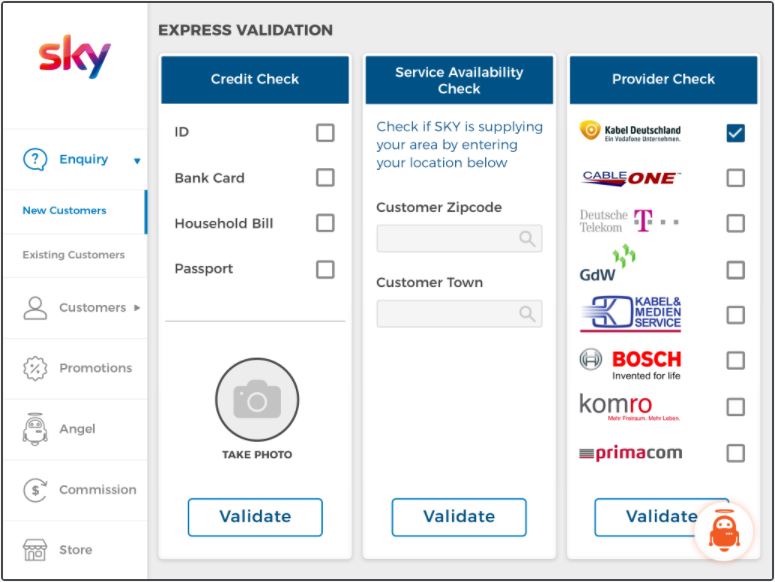 sky
Enquiry
New Customers
Existing Customers
Customers
Promotions
Angel
Commission
Store
EXPRESS VALIDATION
Credit Check
ID
Bank Card
Household Bill
Passport
TAKE PHOTO
Validate
Service Availability
Check
Check if SKY is supplying
your area by entering
your location below
Customer Zipcode
Customer Town
Validate
Provider Check
Kabel Deutschland
Ein Vodafone Unternehmen.
CABLE ONE
Deutsche
Telekom
T
GdW
KABEL&
MEDIEN
SERVICE
BOSCH
Invented for life
komro
Mehr Freiraum. Mehr Leben.
primacom
Validate